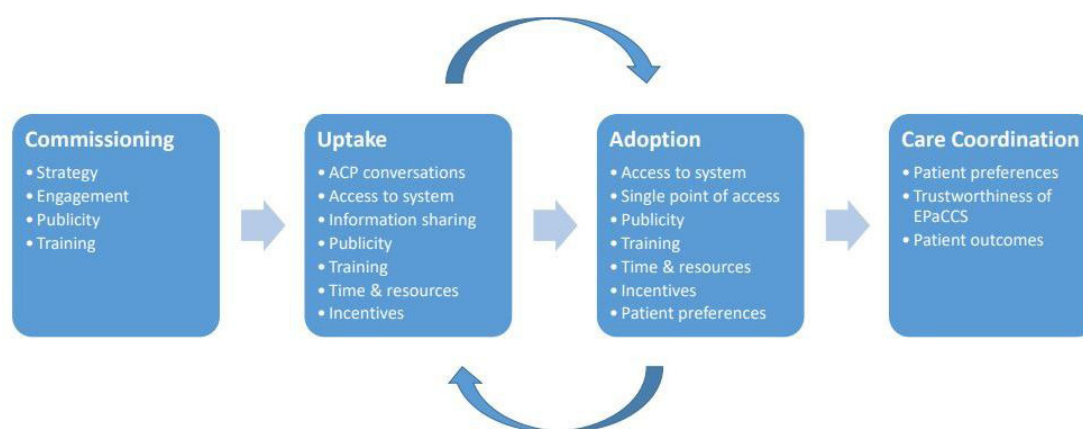 Commissioning
• Strategy
• Engagement
• Publicity
• Training
Uptake
• ACP conversations
• Access to system
• Information sharing
• Publicity
• Training
• Time & resources
• Incentives
Adoption
• Access to system
• Single point of access
• Publicity
• Training
• Time & resources
• Incentives
• Patient preferences
Care Coordination
• Patient preferences
• Trustworthiness of
EPaCCS
• Patient outcomes